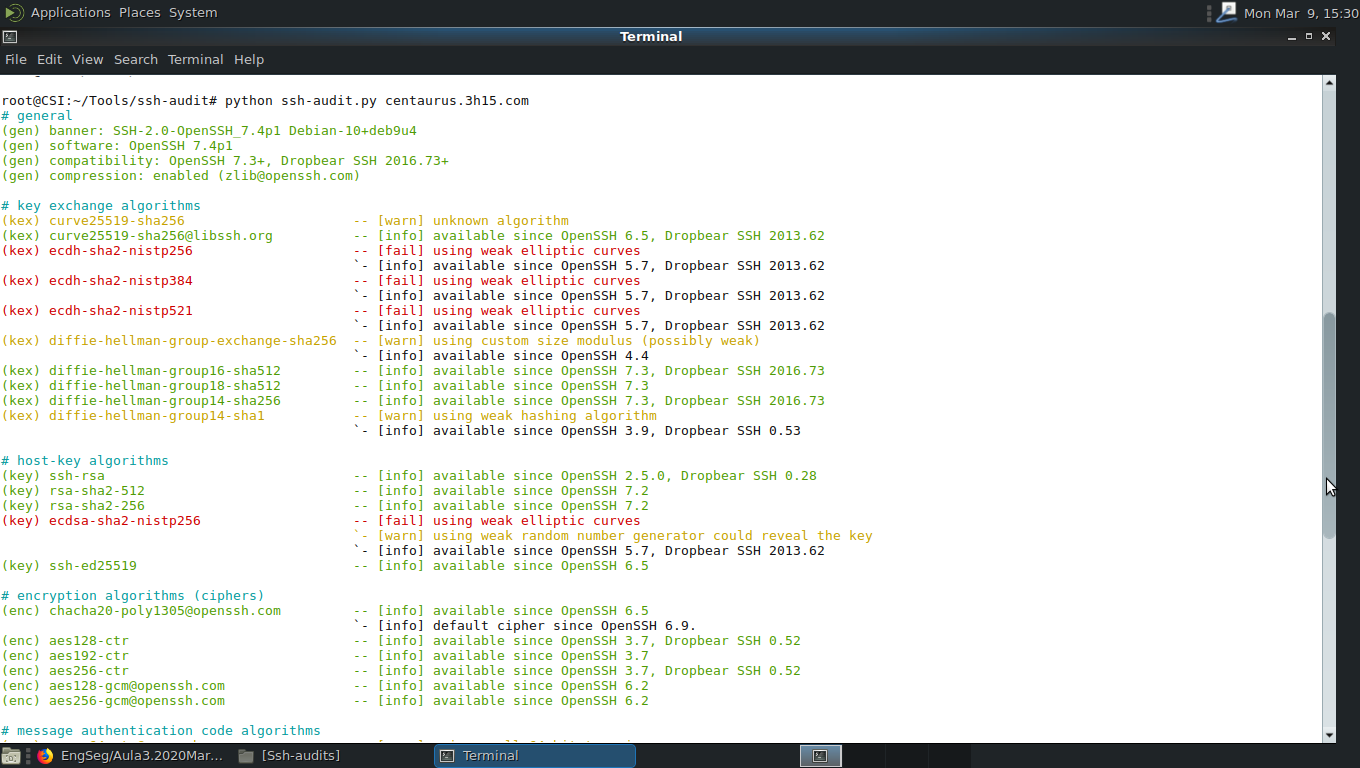 Applications Places System
Mon Mar 9, 15:30
Terminal
File Edit View Search Terminal Help
root@CSI:~/Tools/ssh-audit# python ssh-audit.py centaurus.3h15.com
# general
(gen) banner: SSH-2.0-OpenSSH_7.4p1 Debian-10+deb9u4
(gen) software: OpenSSH 7.4p1
(gen) compatibility: OpenSSH 7.3+, Dropbear SSH 2016.73+
(gen) compression: enabled (zlib@openssh.com)
# key exchange algorithms
(kex) curve25519-sha256 -- [warn] unknown algorithm
(kex) curve25519-sha256@libssh.org -- [info] available since OpenSSH 6.5, Dropbear SSH 2013.62
(kex) ecdh-sha2-nistp256 -- [fail] using weak elliptic curves
`- [info] available since OpenSSH 5.7, Dropbear SSH 2013.62
(kex) ecdh-sha2-nistp384 -- [fail] using weak elliptic curves
`- [info] available since OpenSSH 5.7, Dropbear SSH 2013.62
(kex) ecdh-sha2-nistp521 -- [fail] using weak elliptic curves
`- [info] available since OpenSSH 5.7, Dropbear SSH 2013.62
(kex) diffie-hellman-group-exchange-sha256 -- [warn] using custom size modulus (possibly weak)
`- [info] available since OpenSSH 4.4
(kex) diffie-hellman-group16-sha512 -- [info] available since OpenSSH 7.3, Dropbear SSH 2016.73
(kex) diffie-hellman-group18-sha512 -- [info] available since OpenSSH 7.3
(kex) diffie-hellman-group14-sha256 -- [info] available since OpenSSH 7.3, Dropbear SSH 2016.73
(kex) diffie-hellman-group14-sha1 -- [warn] using weak hashing algorithm
`- [info] available since OpenSSH 3.9, Dropbear SSH 0.53
# host-key algorithms
(key) ssh-rsa -- [info] available since OpenSSH 2.5.0, Dropbear SSH 0.28
(key) rsa-sha2-512 -- [info] available since OpenSSH 7.2
(key) rsa-sha2-256 -- [info] available since OpenSSH 7.2
(key) ecdsa-sha2-nistp256 -- [fail] using weak elliptic curves
`- [warn] using weak random number generator could reveal the key
`- [info] available since OpenSSH 5.7, Dropbear SSH 2013.62
(key) ssh-ed25519 -- [info] available since OpenSSH 6.5
# encryption algorithms (ciphers)
(enc) chacha20-poly1305@openssh.com -- [info] available since OpenSSH 6.5
`- [info] default cipher since OpenSSH 6.9.
(enc) aes128-ctr -- [info] available since OpenSSH 3.7, Dropbear SSH 0.52
(enc) aes192-ctr -- [info] available since OpenSSH 3.7
(enc) aes256-ctr -- [info] available since OpenSSH 3.7, Dropbear SSH 0.52
(enc) aes128-gcm@openssh.com -- [info] available since OpenSSH 6.2
(enc) aes256-gcm@openssh.com -- [info] available since OpenSSH 6.2
# message authentication code algorithms
EngSeg/Aula3.2020Mar... [Ssh-audits] Terminal